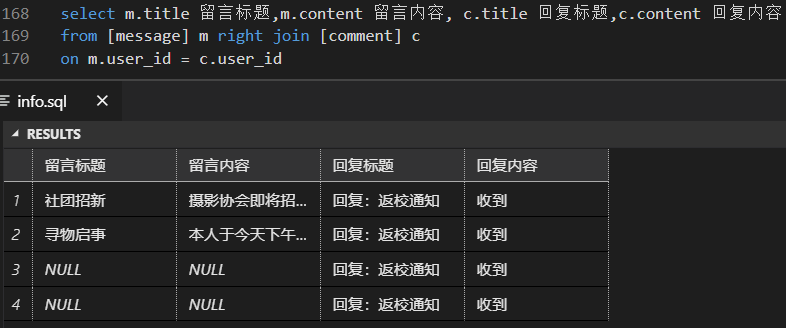 168 select m.title 留言标题,m.content 留言内容, c.title 回复标题,c.content 回复内容
169 from [message] m right join [comment] c
170 on m.user_id = c.user_id
info.sql
RESULTS
留言标题 留言内容 回复标题 回复内容
1 社团招新 摄影协会即将招... 回复：返校通知 收到
2 寻物启事 本人于今天下午... 回复：返校通知 收到
3 NULL NULL 回复：返校通知 收到
4 NULL NULL 回复：返校通知 收到